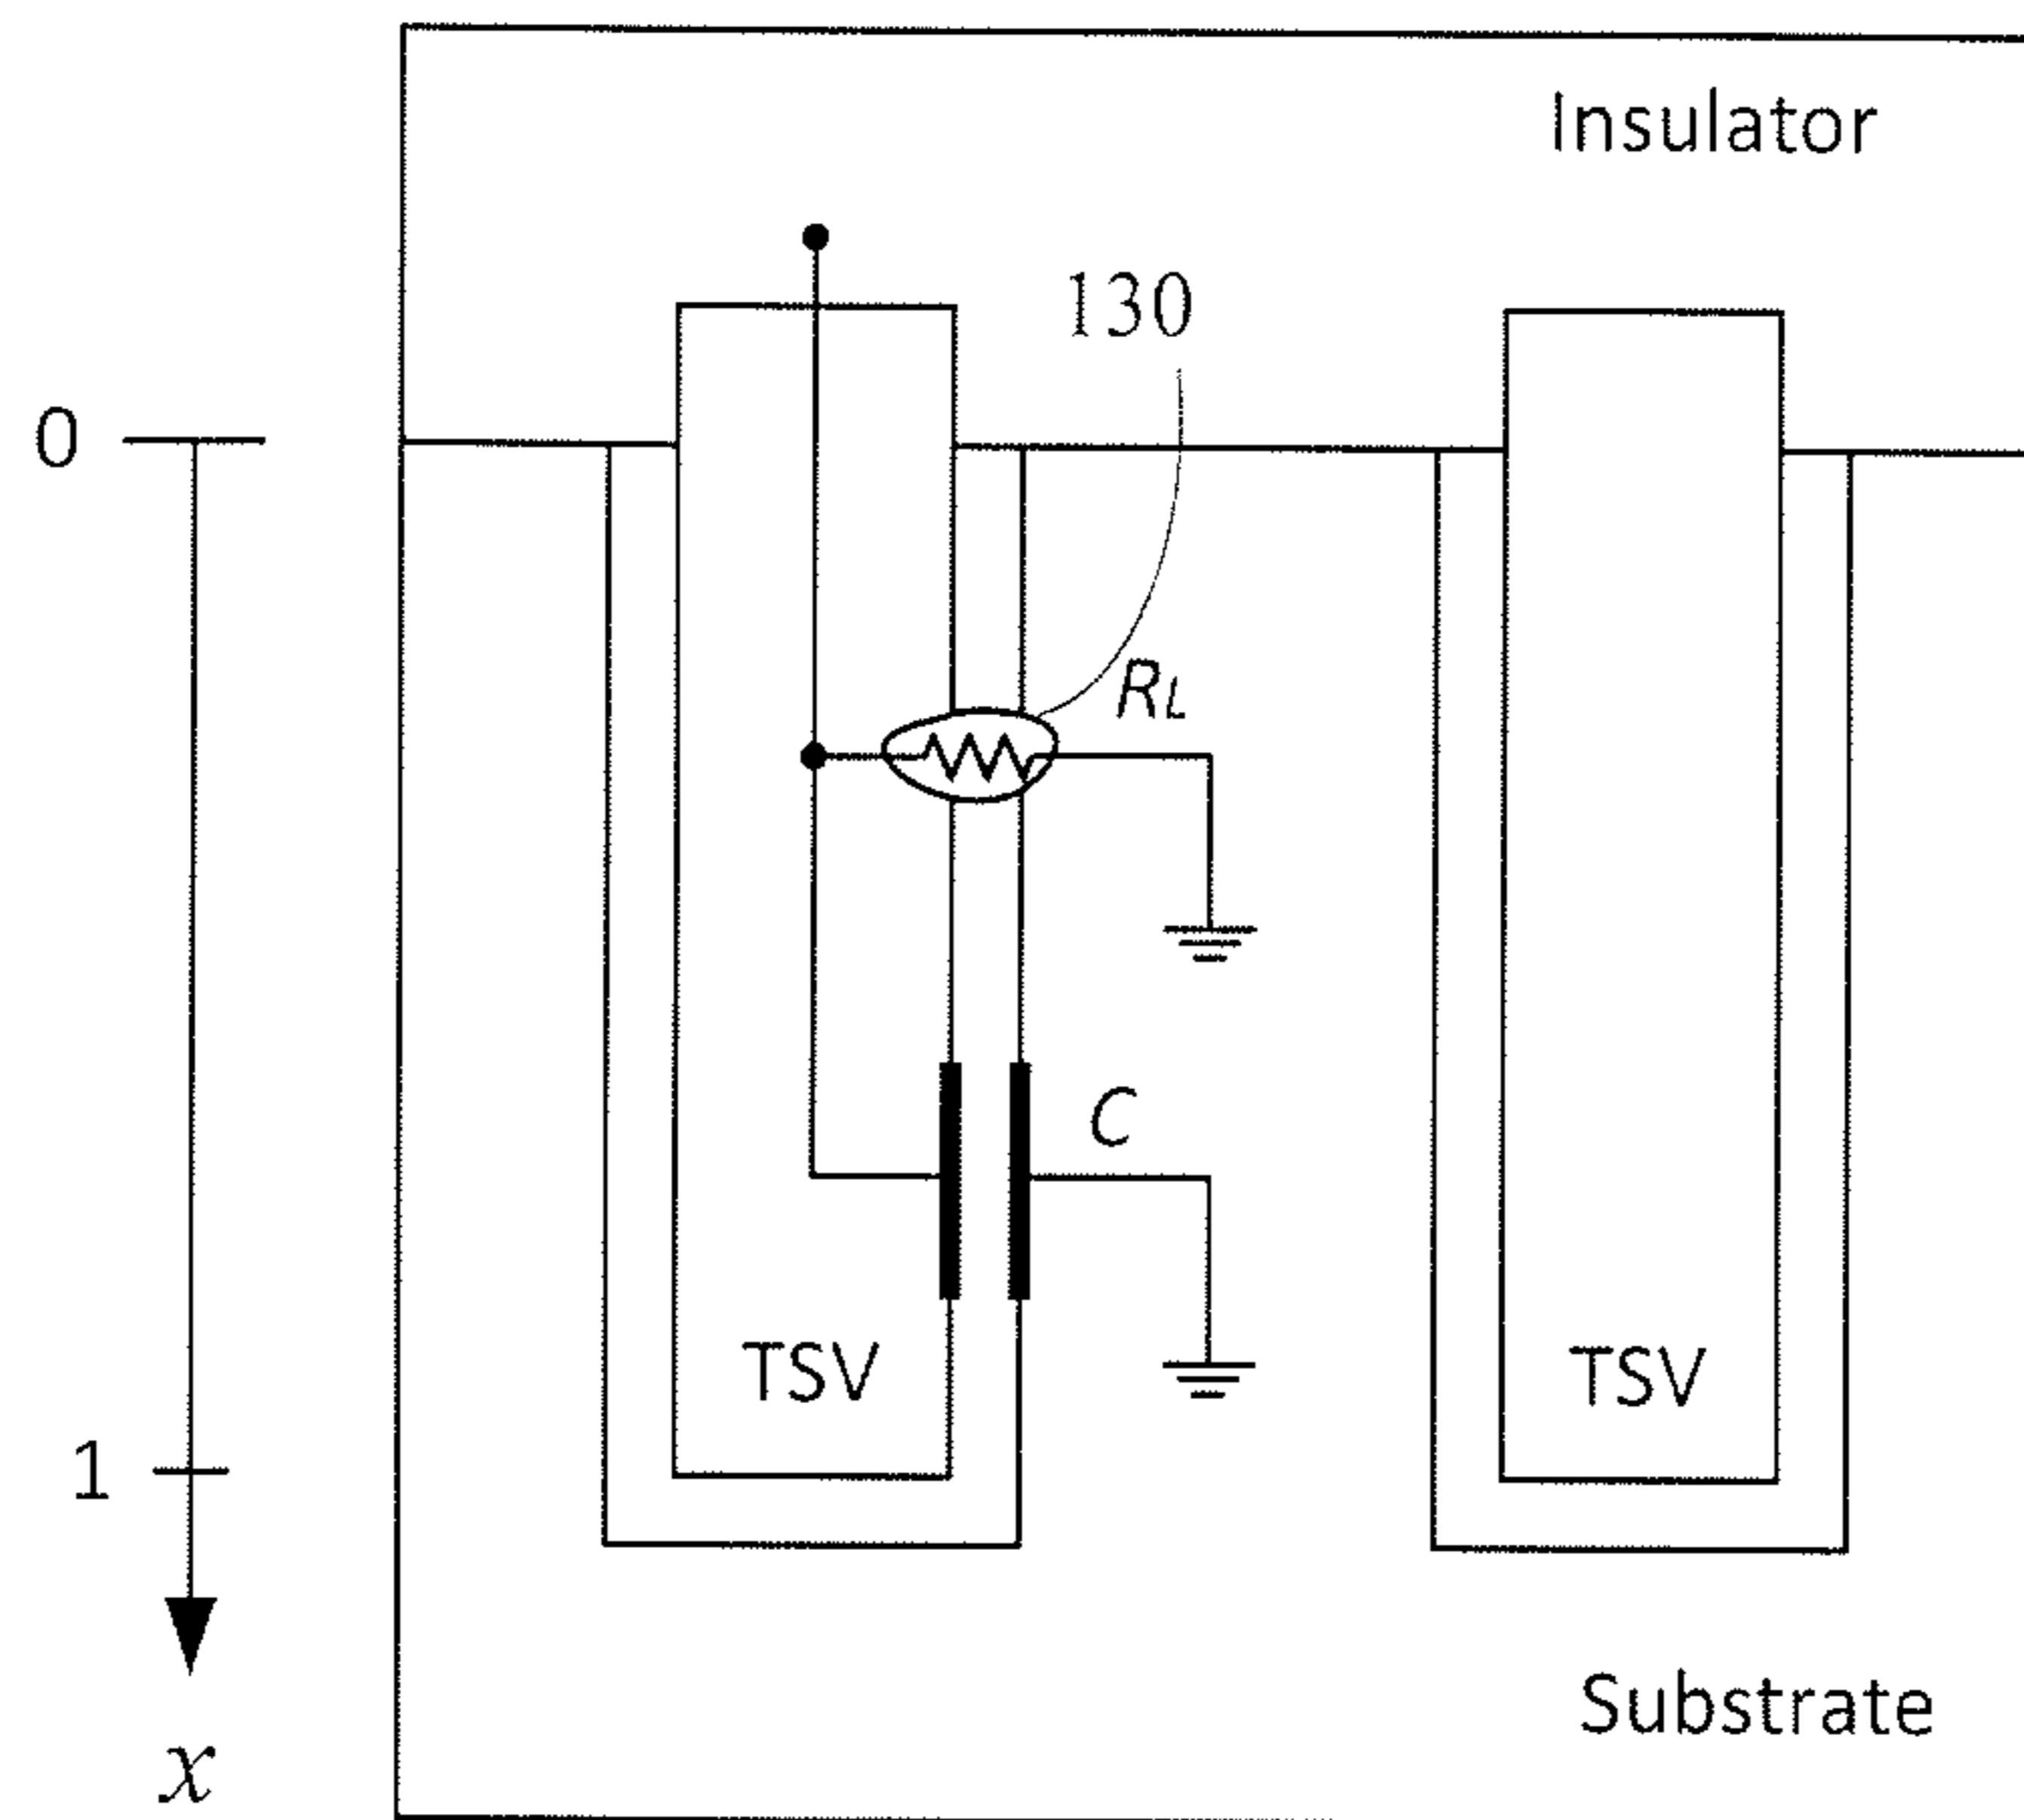 Insulator
130
0
RL
C
TSV
TSV
1
Substrate
x